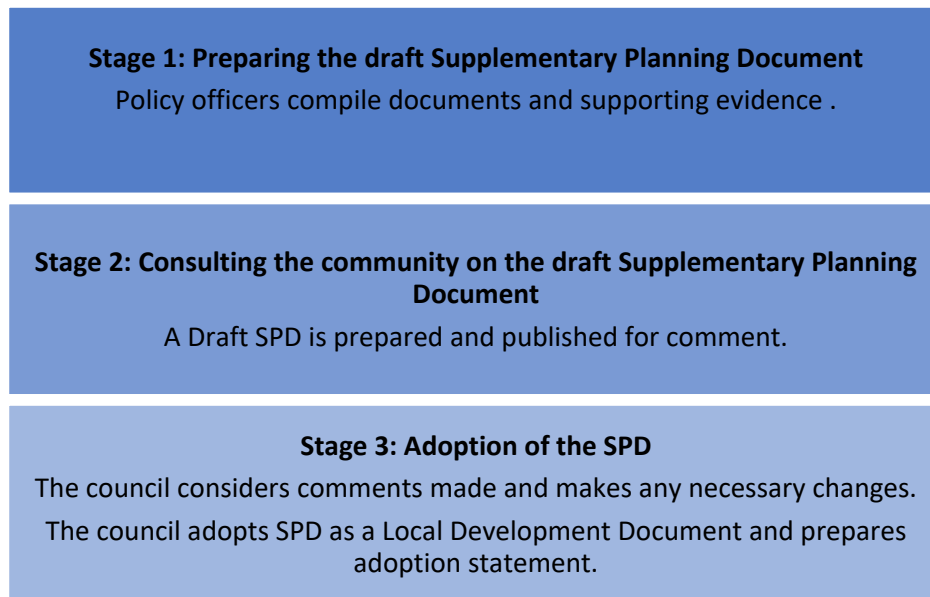 Stage 1: Preparing the draft Supplementary Planning Document
Policy officers compile documents and supporting evidence .
Stage 2: Consulting the community on the draft Supplementary Planning
Document
A Draft SPD is prepared and published for comment.
Stage 3: Adoption of the SPD
The council considers comments made and makes any necessary changes.
The council adopts SPD as a Local Development Document and prepares
adoption statement.